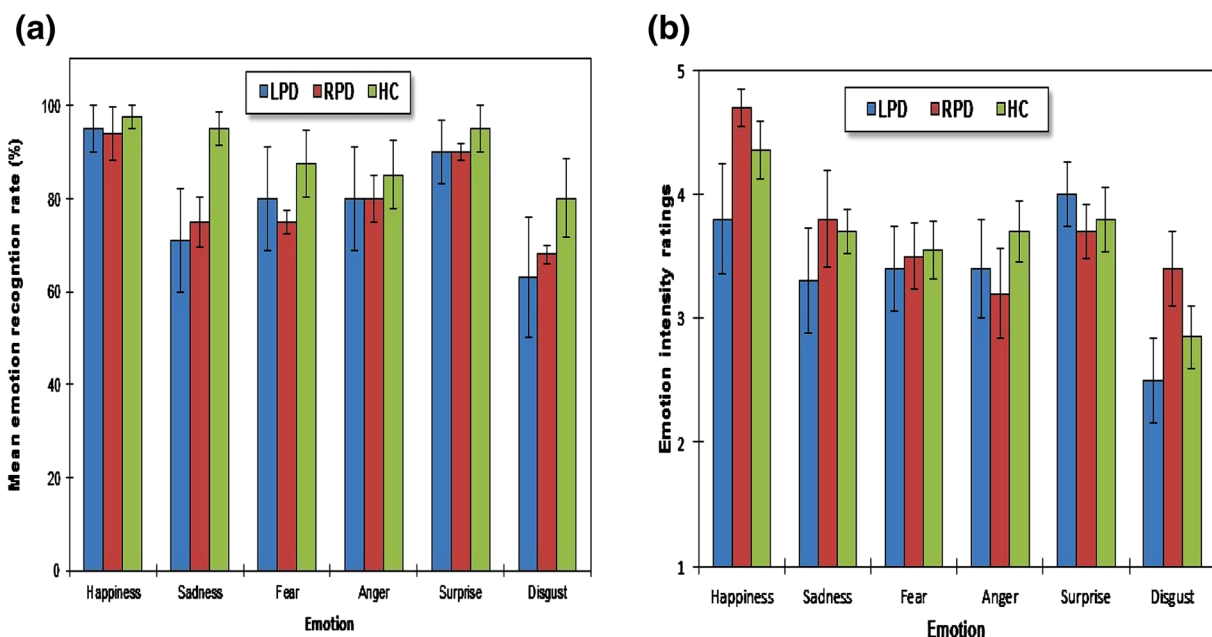 (a)
LPD RPD HC
Mean emotion recogntion rate (%)
100
80
60
40
20
0
Happiness Sadness Fear Anger Surprise Disgust
Emotion
(b)
LPD RPD HC
Emotion intensity ratings
5
4
3
2
1
Happiness Sadness Fear Anger Surprise Disgust
Emotion